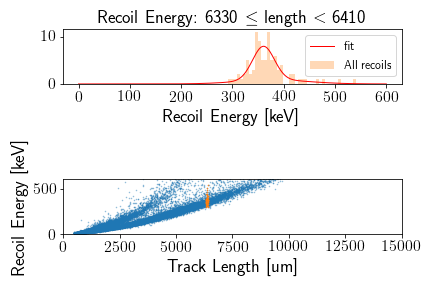 Recoil Energy: 6330 ≤ length < 6410
10
0
fit
All recoils
0 100 200 300 400 500 600
Recoil Energy [keV]
Recoil Energy [keV]
500
0
0 2500 5000 7500 10000 12500 15000
Track Length [um]